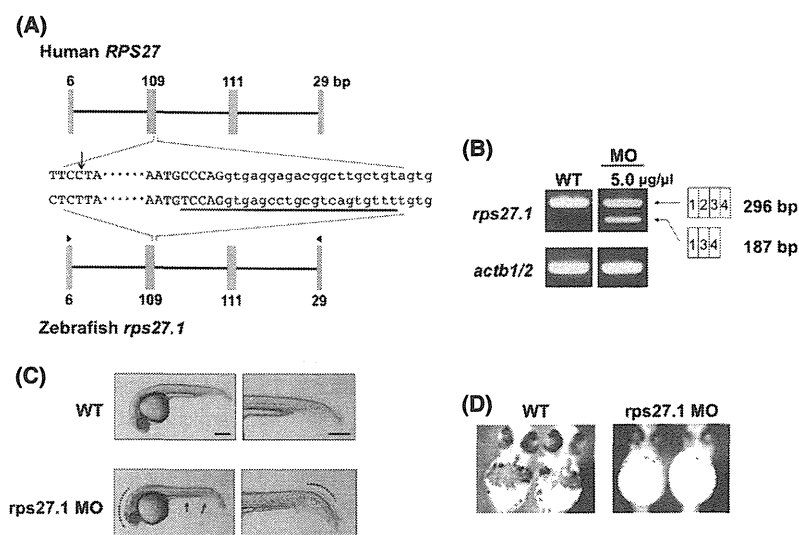 (A)
Human RPS27
6 109 111 29 bp
TTCCTA······AATGCCCAGgtgaggagacggcttgctgtagtg
CTCTTA······AATGTCCAGgtgagcctgcgtcagtgttttgtg
6 109 111 29
Zebrafish rps27.1
(B)
MO
WT 5.0 µg/µl
rps27.1
1 2 3 4 296 bp
1 3 4 187 bp
actb1/2
(C)
WT
rps27.1 MO
(D)
WT rps27.1 MO